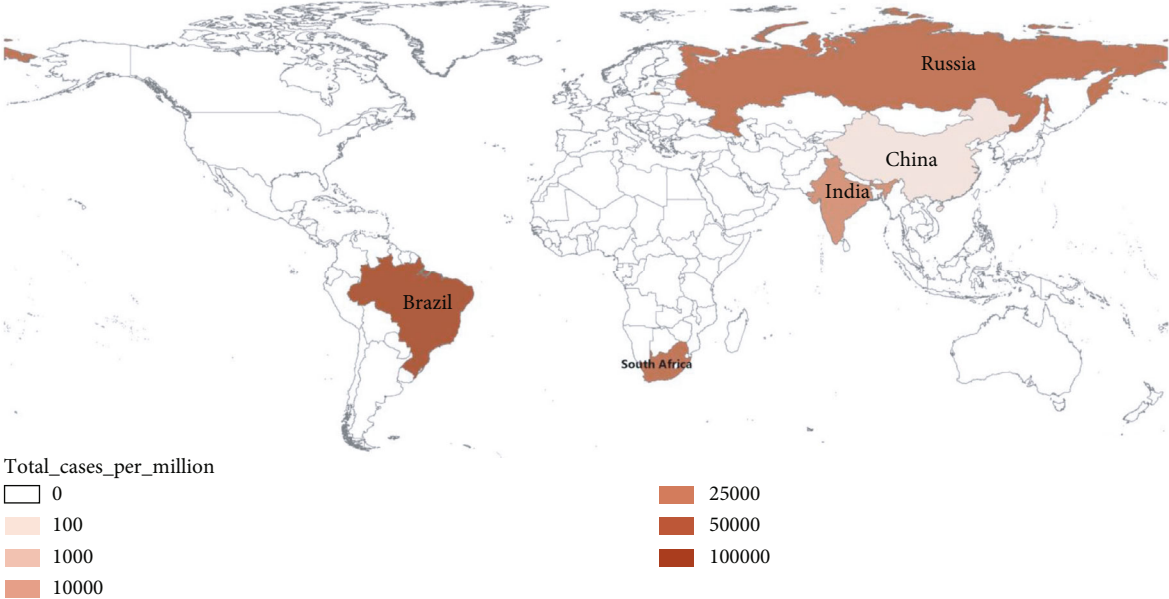 Russia
China
India
Brazil
South Africa
Total_cases_per_million
0
100
1000
10000
25000
50000
100000